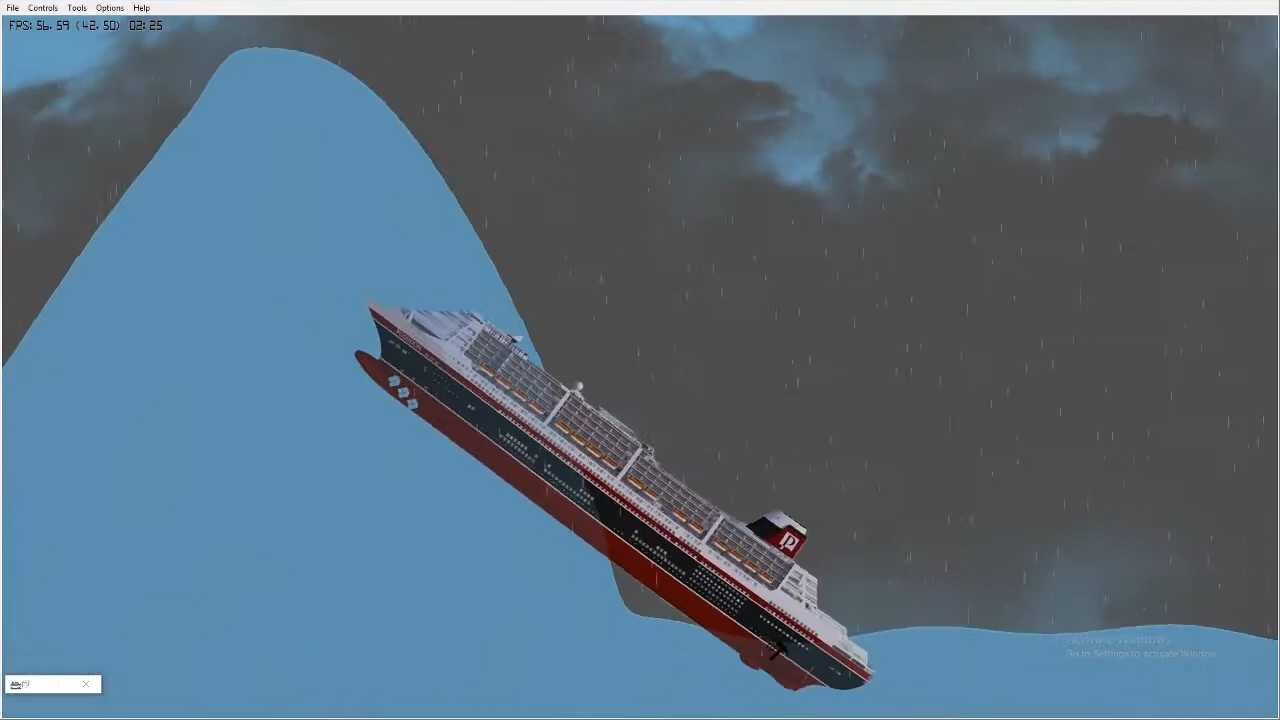 File Controls Tools Options Help
FPS: 56.59 (42.50) 02:25
P
Activate Windows
Go to Settings to activate Window